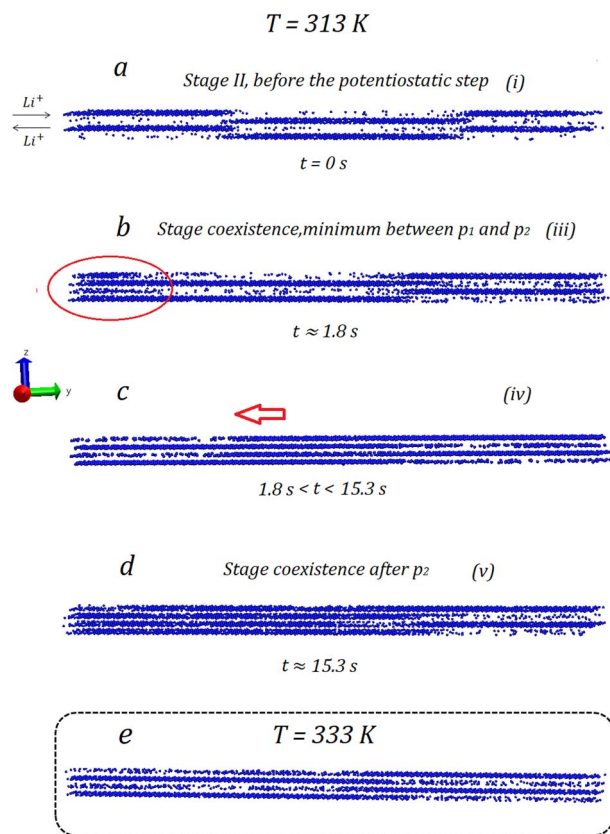 T = 313 K
a Stage II, before the potentiostatic step (i)
Li⁺
Li⁺
t = 0 s
b Stage coexistence,minimum between p₁ and p₂ (iii)
t ≈ 1.8 s
z
y
c (iv)
1.8 s < t < 15.3 s
d Stage coexistence after p₂ (v)
t ≈ 15.3 s
e T = 333 K